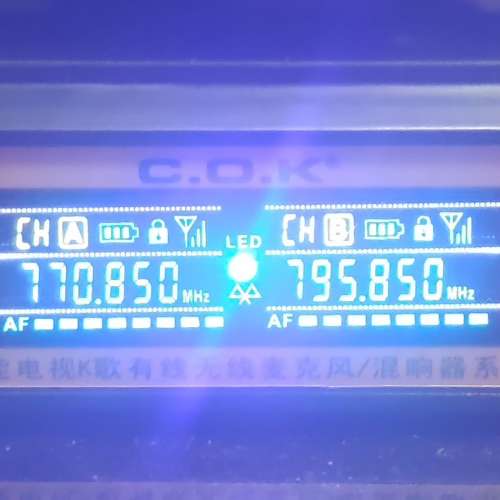 C.O.K
CH A CH B
LED
770.850 MHz 795.850 MHz
AF AF
电视K歌有线无线麦克风/混响器系